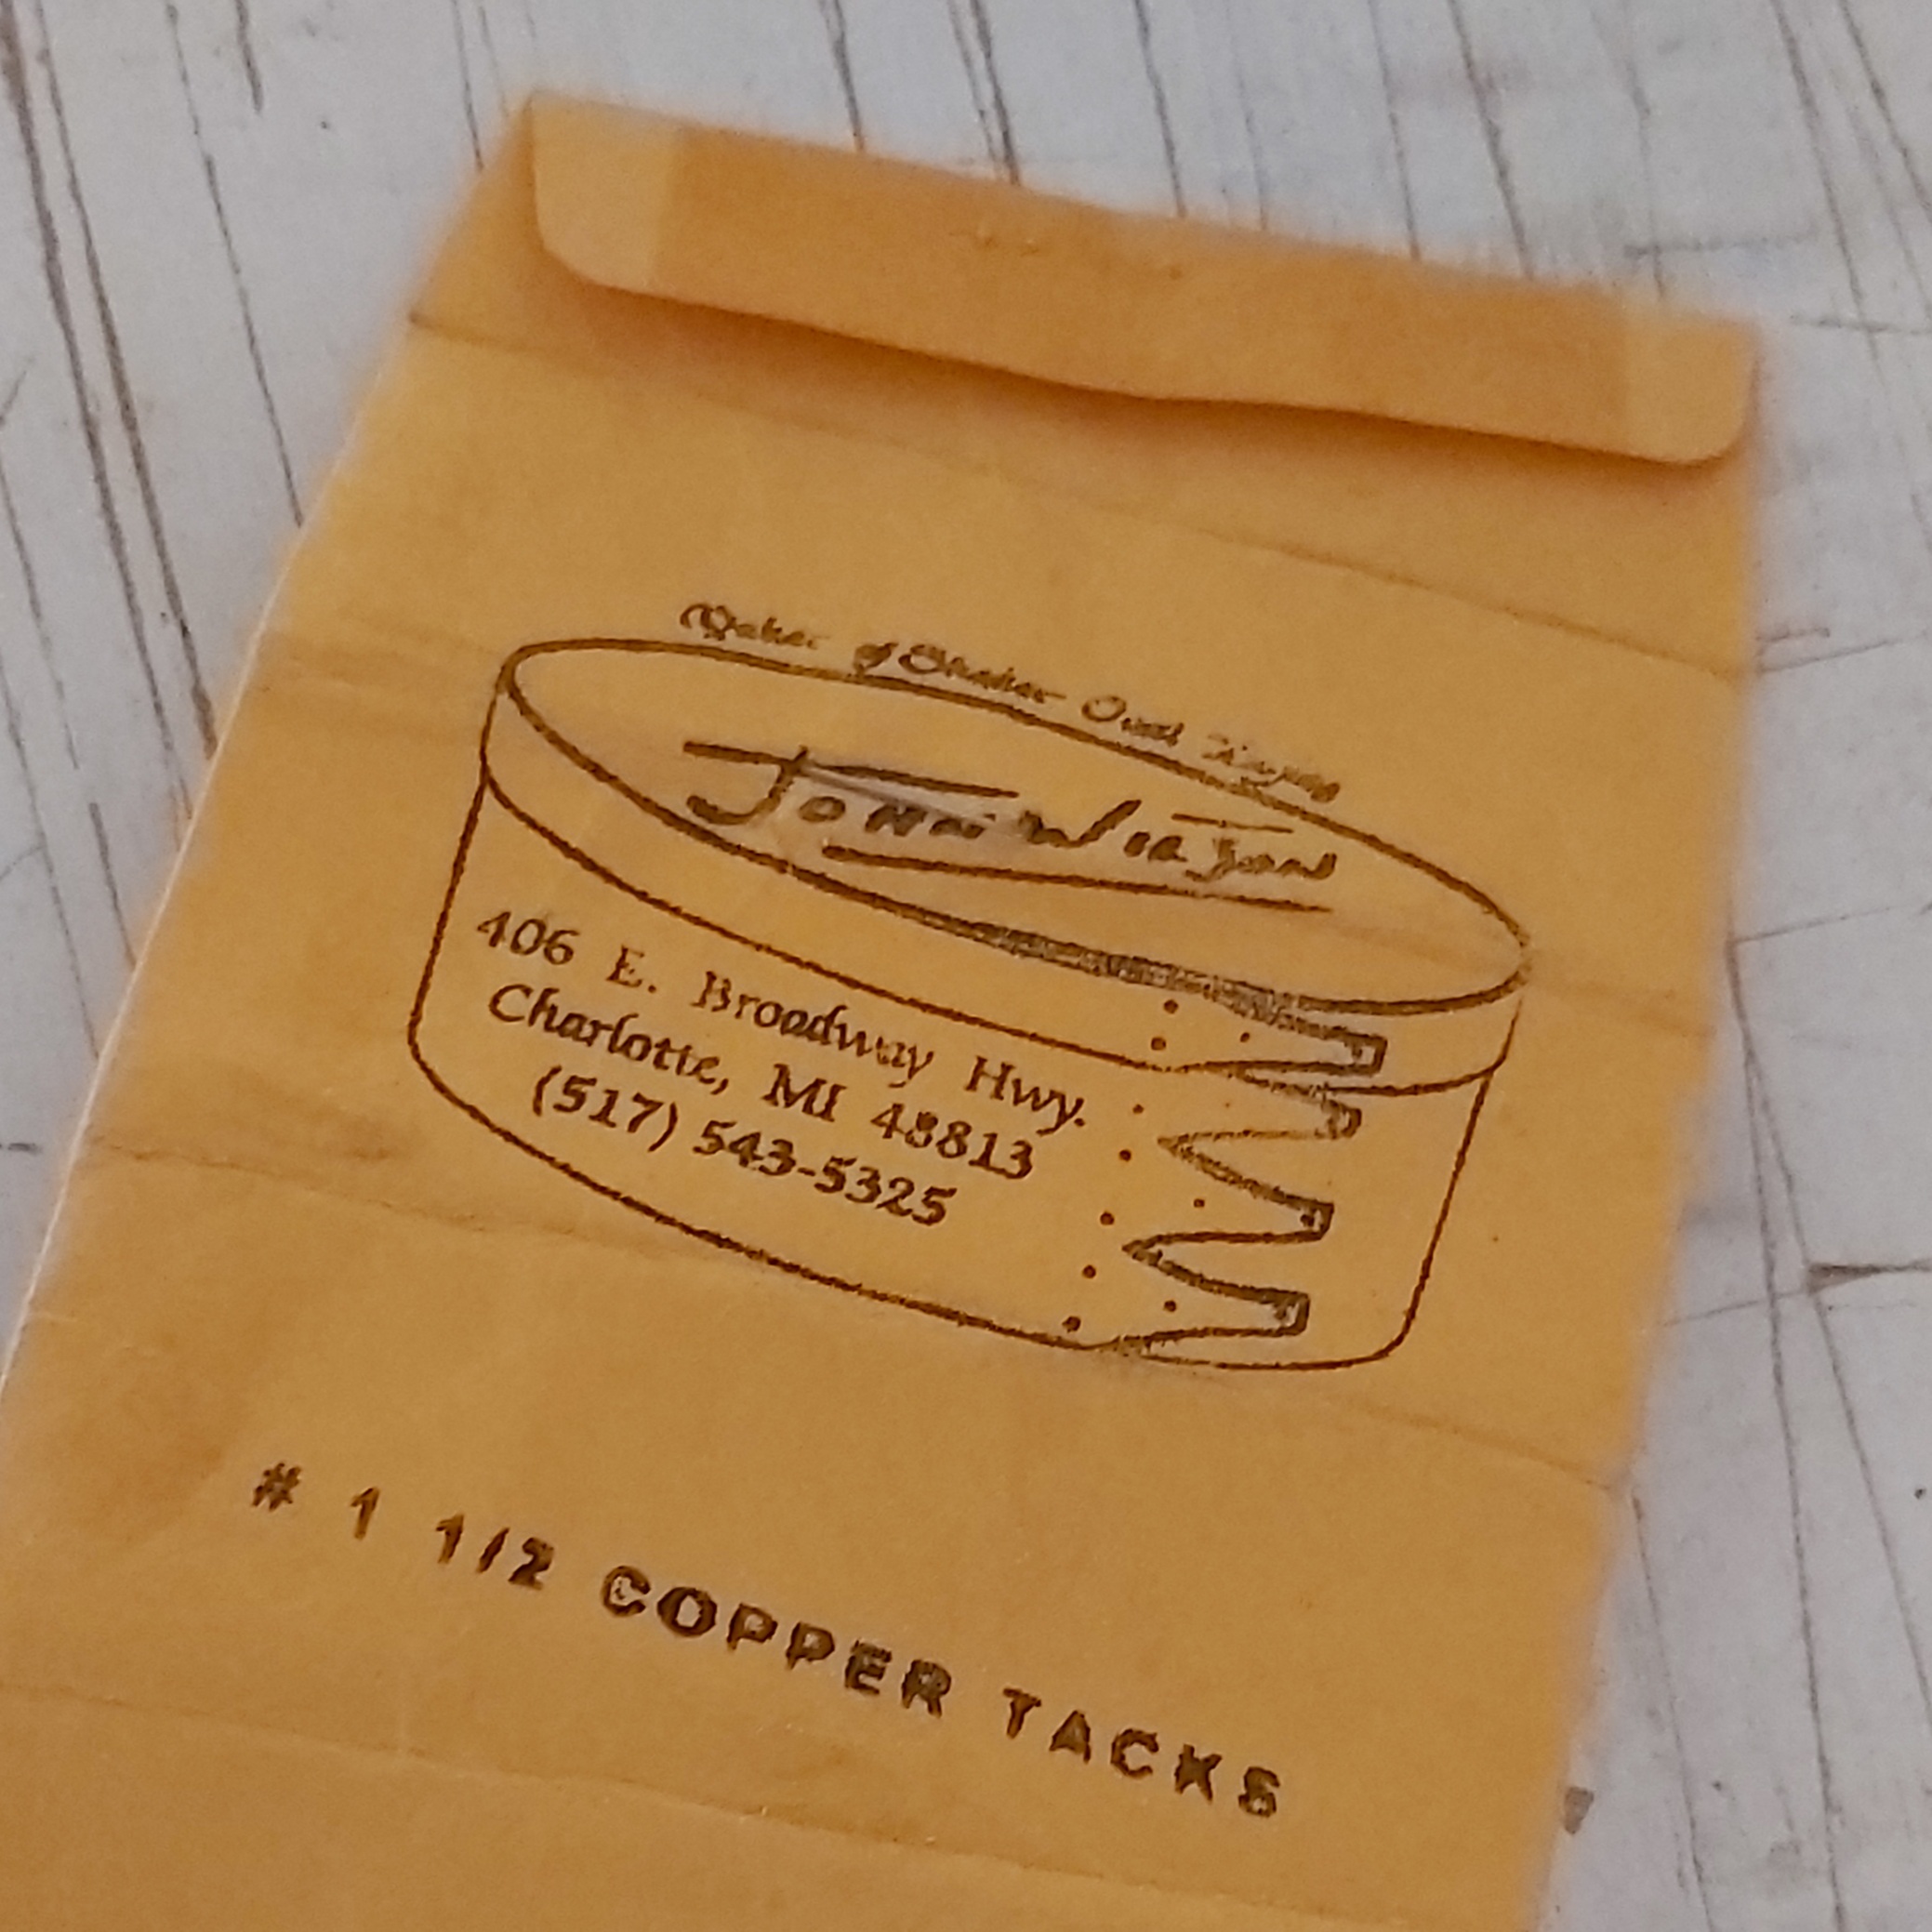 Maker of Shaker Oval Boxes
John Wilson
406 E. Broadway Hwy.
Charlotte, MI 48813
(517) 543-5325
# 1 1/2 COPPER TACKS